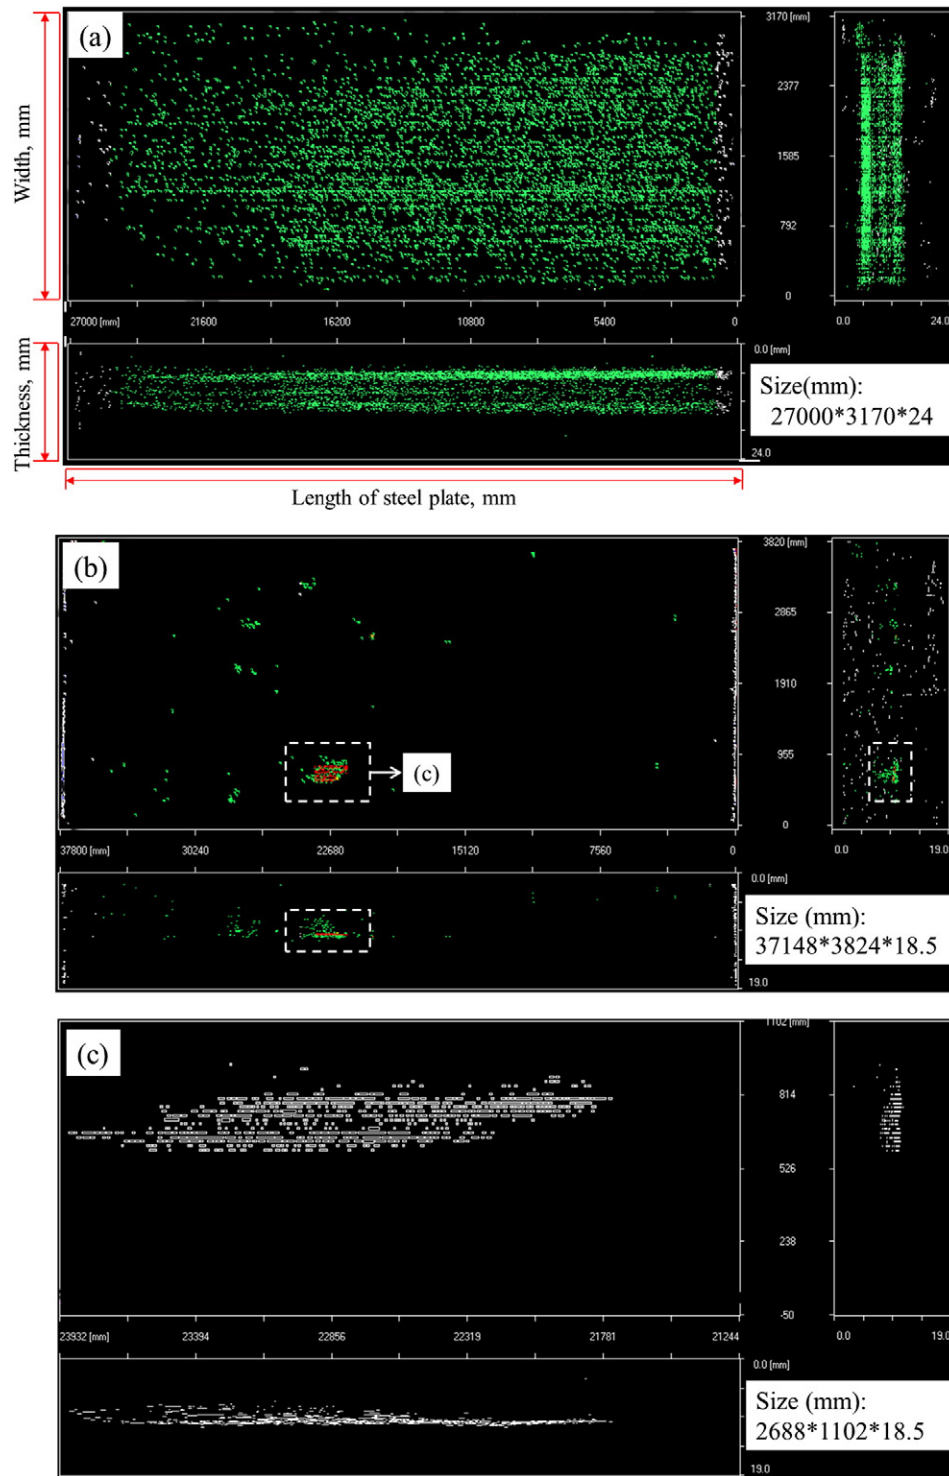 (a)
Width, mm
3170 [mm]
2377
1585
792
0
27000 [mm]
21600
16200
10800
5400
0
0.0
24.0
Thickness, mm
0.0 [mm]
24.0
Size(mm):
27000*3170*24
Length of steel plate, mm
(b)
3820 [mm]
2865
1910
955
0
(c)
37800 [mm]
30240
22680
15120
7560
0
0.0
19.0
0.0 [mm]
19.0
Size (mm):
37148*3824*18.5
(c)
1102 [mm]
814
526
238
-50
23932 [mm]
23394
22856
22319
21781
21244
0.0
19.0
0.0 [mm]
19.0
Size (mm):
2688*1102*18.5